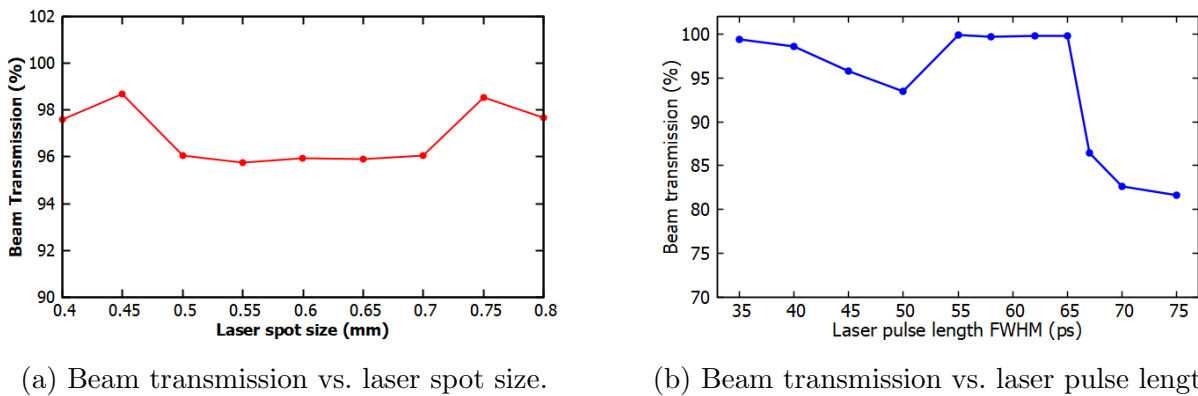 102
100
98
96
94
92
90
Beam Transmission (%)
0.4 0.45 0.5 0.55 0.6 0.65 0.7 0.75 0.8
Laser spot size (mm)
(a) Beam transmission vs. laser spot size.
100
95
90
85
80
75
70
Beam transmission (%)
35 40 45 50 55 60 65 70 75
Laser pulse length FWHM (ps)
(b) Beam transmission vs. laser pulse lengt